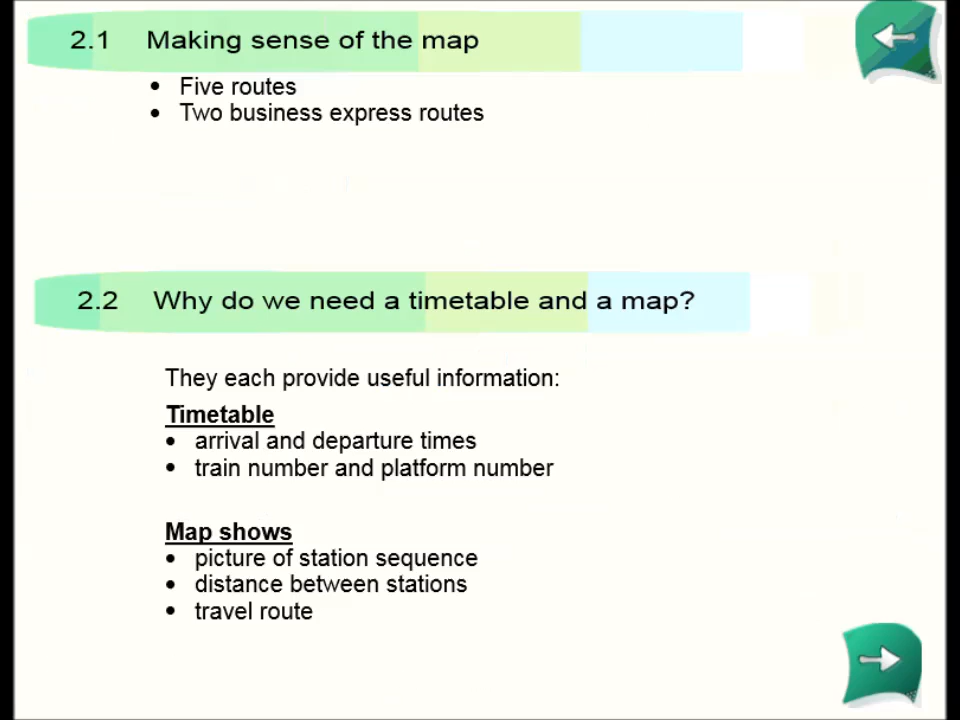 2.1 Making sense of the map
• Five routes
• Two business express routes
2.2 Why do we need a timetable and a map?
They each provide useful information:
Timetable
• arrival and departure times
• train number and platform number
Map shows
• picture of station sequence
• distance between stations
• travel route